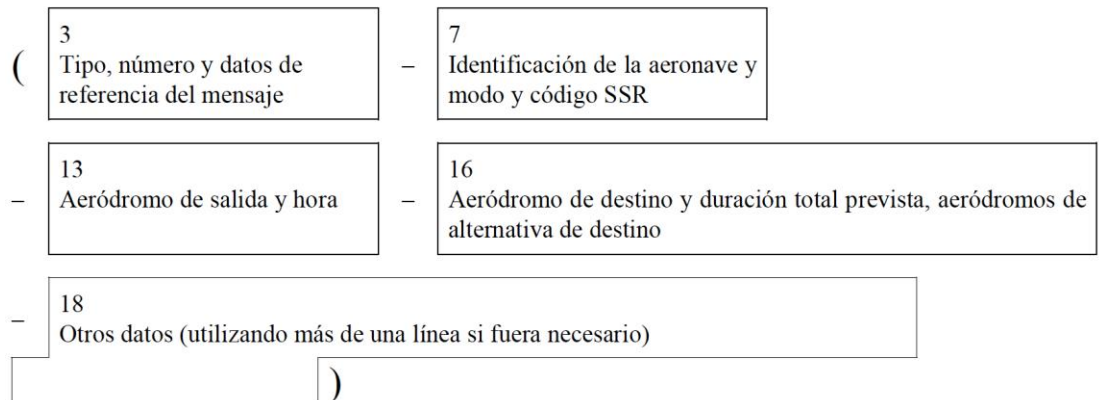 ( 3 7
Tipo, número y datos de – Identificación de la aeronave y
referencia del mensaje modo y código SSR
13 16
– Aeródromo de salida y hora – Aeródromo de destino y duración total prevista, aeródromos de
alternativa de destino
– 18
Otros datos (utilizando más de una línea si fuera necesario)
)